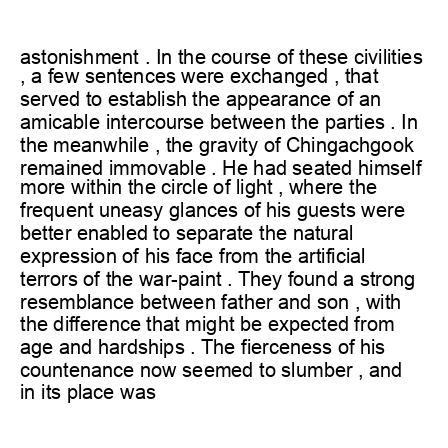 astonishment . In the course of these civilities
, a few sentences were exchanged , that
served to establish the appearance of an
amicable intercourse between the parties . In
the meanwhile , the gravity of Chingachgook
remained immovable . He had seated himself
more within the circle of light , where the
frequent uneasy glances of his guests were
better enabled to separate the natural
expression of his face from the artificial
terrors of the war-paint . They found a strong
resemblance between father and son , with
the difference that might be expected from
age and hardships . The fierceness of his
countenance now seemed to slumber , and
in its place was